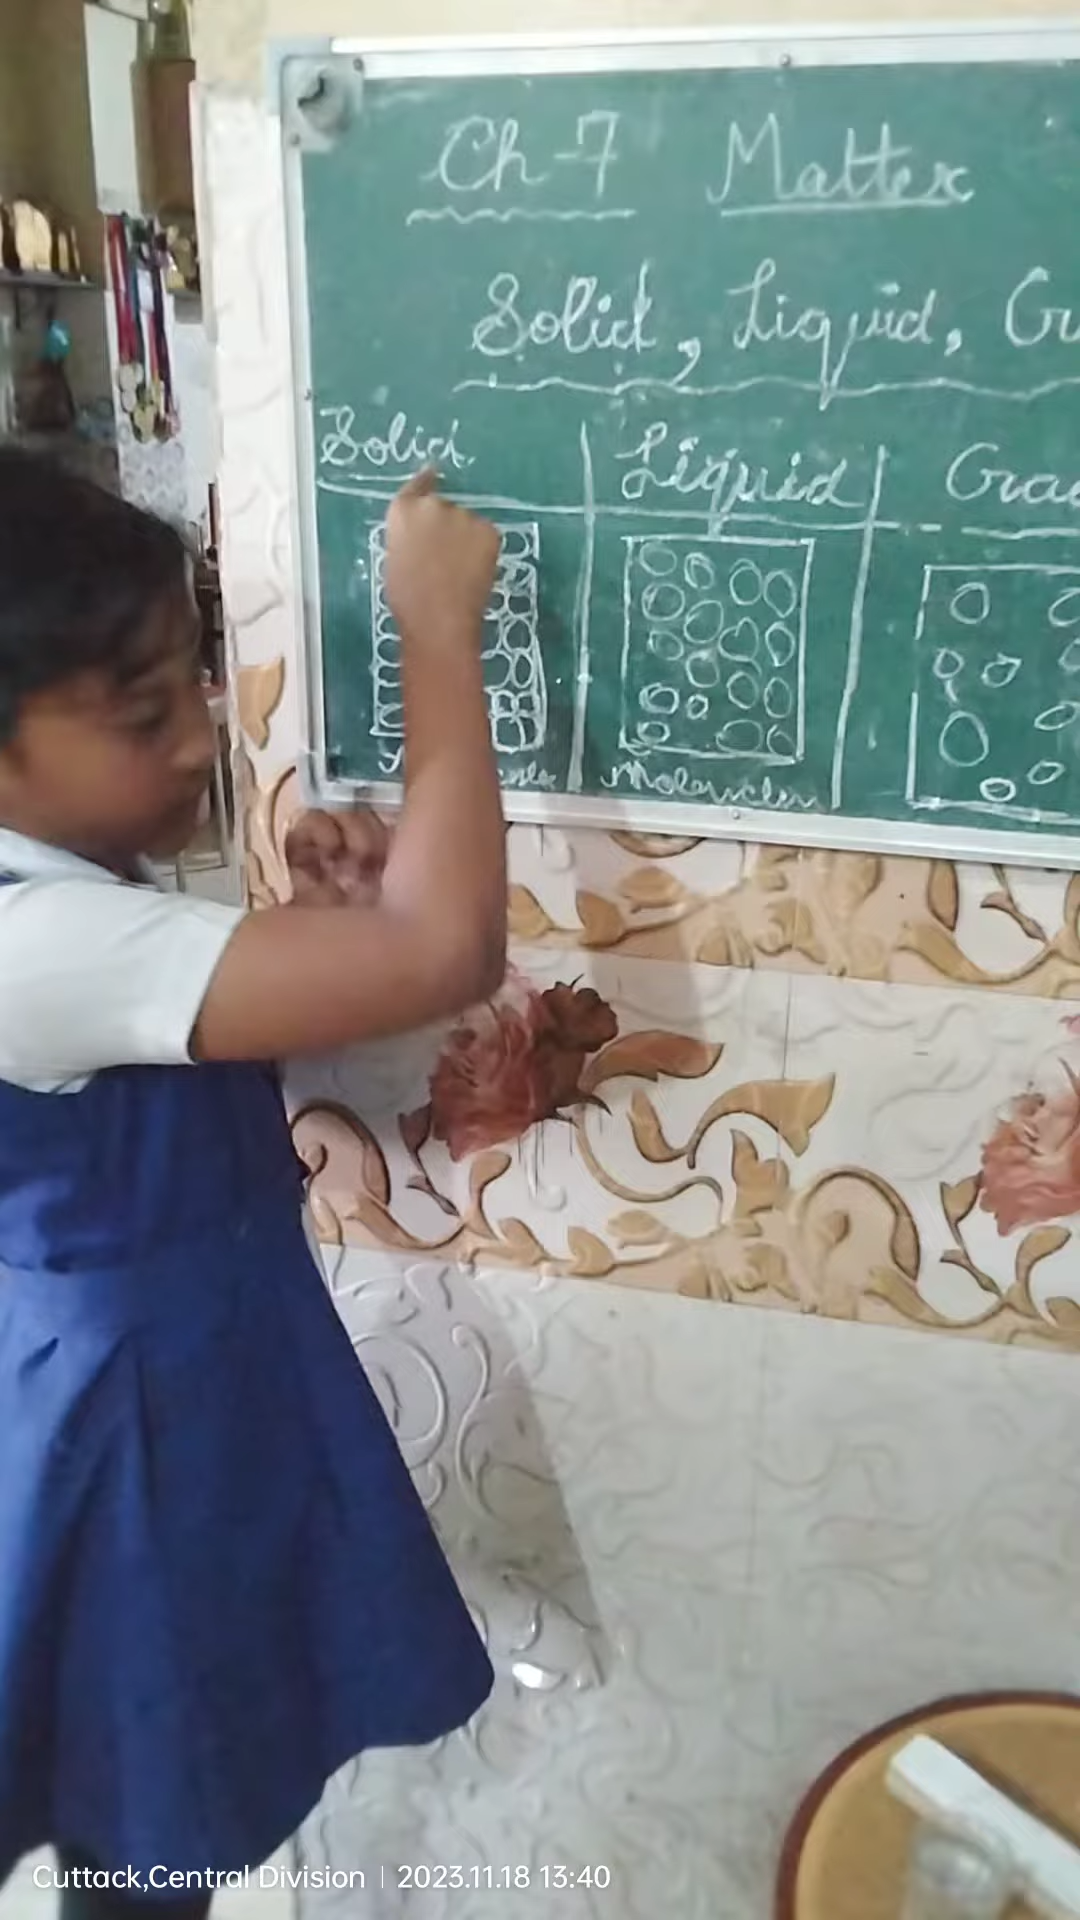 Ch-7 Matter
Solid, Liquid,
Solid Liquid
Molecules
Cuttack,Central Division | 2023.11.18 13:40